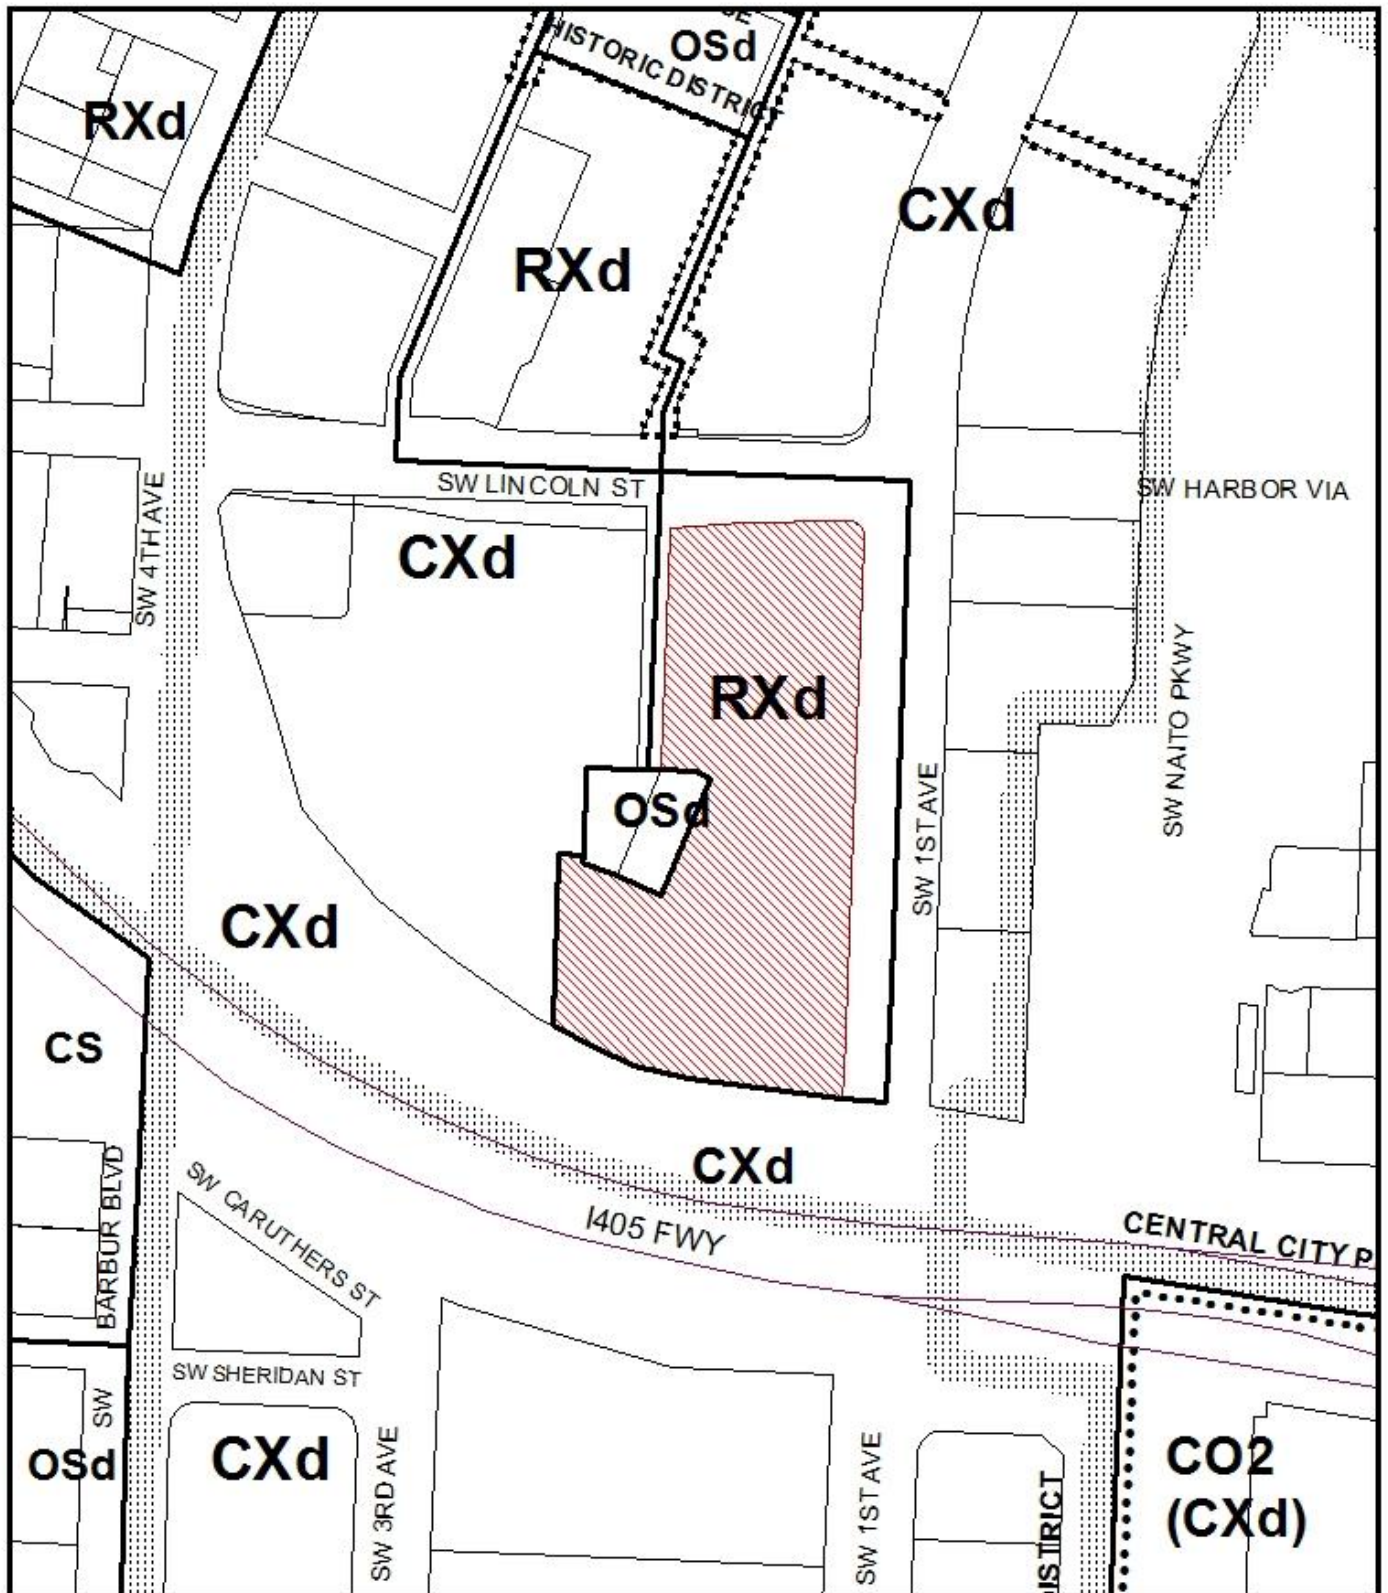 OSd
HISTORIC DISTRICT
RXd
CXd
RXd
SW LINCOLN ST
SW HARBOR VIA
SW 4TH AVE
CXd
RXd
SW NAITO PKWY
OSd
SW 1ST AVE
CXd
CS
CXd
BARBUR BLVD
SW
SW CARUTHERS ST
I405 FWY
CENTRAL CITY P
SW SHERIDAN ST
OSd
CXd
SW 3RD AVE
SW 1ST AVE
ISTRICT
CO2
(CXd)